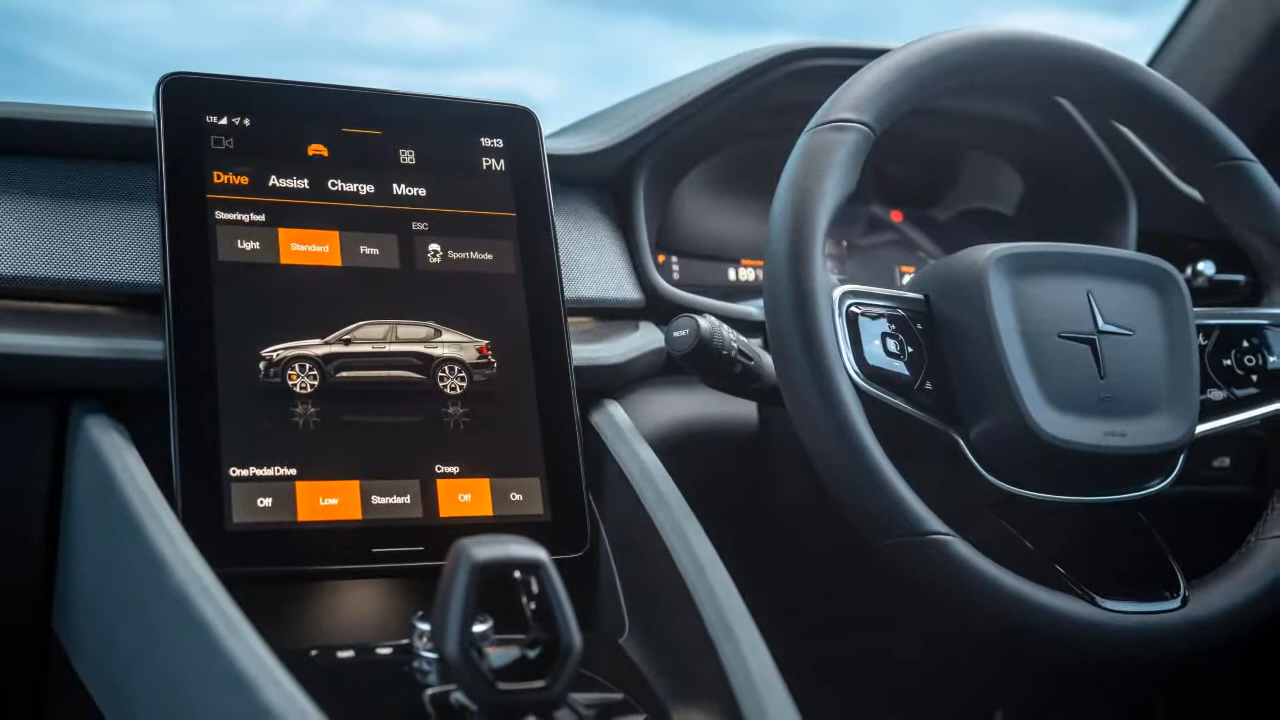 LTE
19:13
PM
Drive Assist Charge More
Steering feel
ESC
Light Standard Firm
OFF Sport Mode
One Pedal Drive
Creep
Off Low Standard
Off On
RESET
P
R
N
D
89